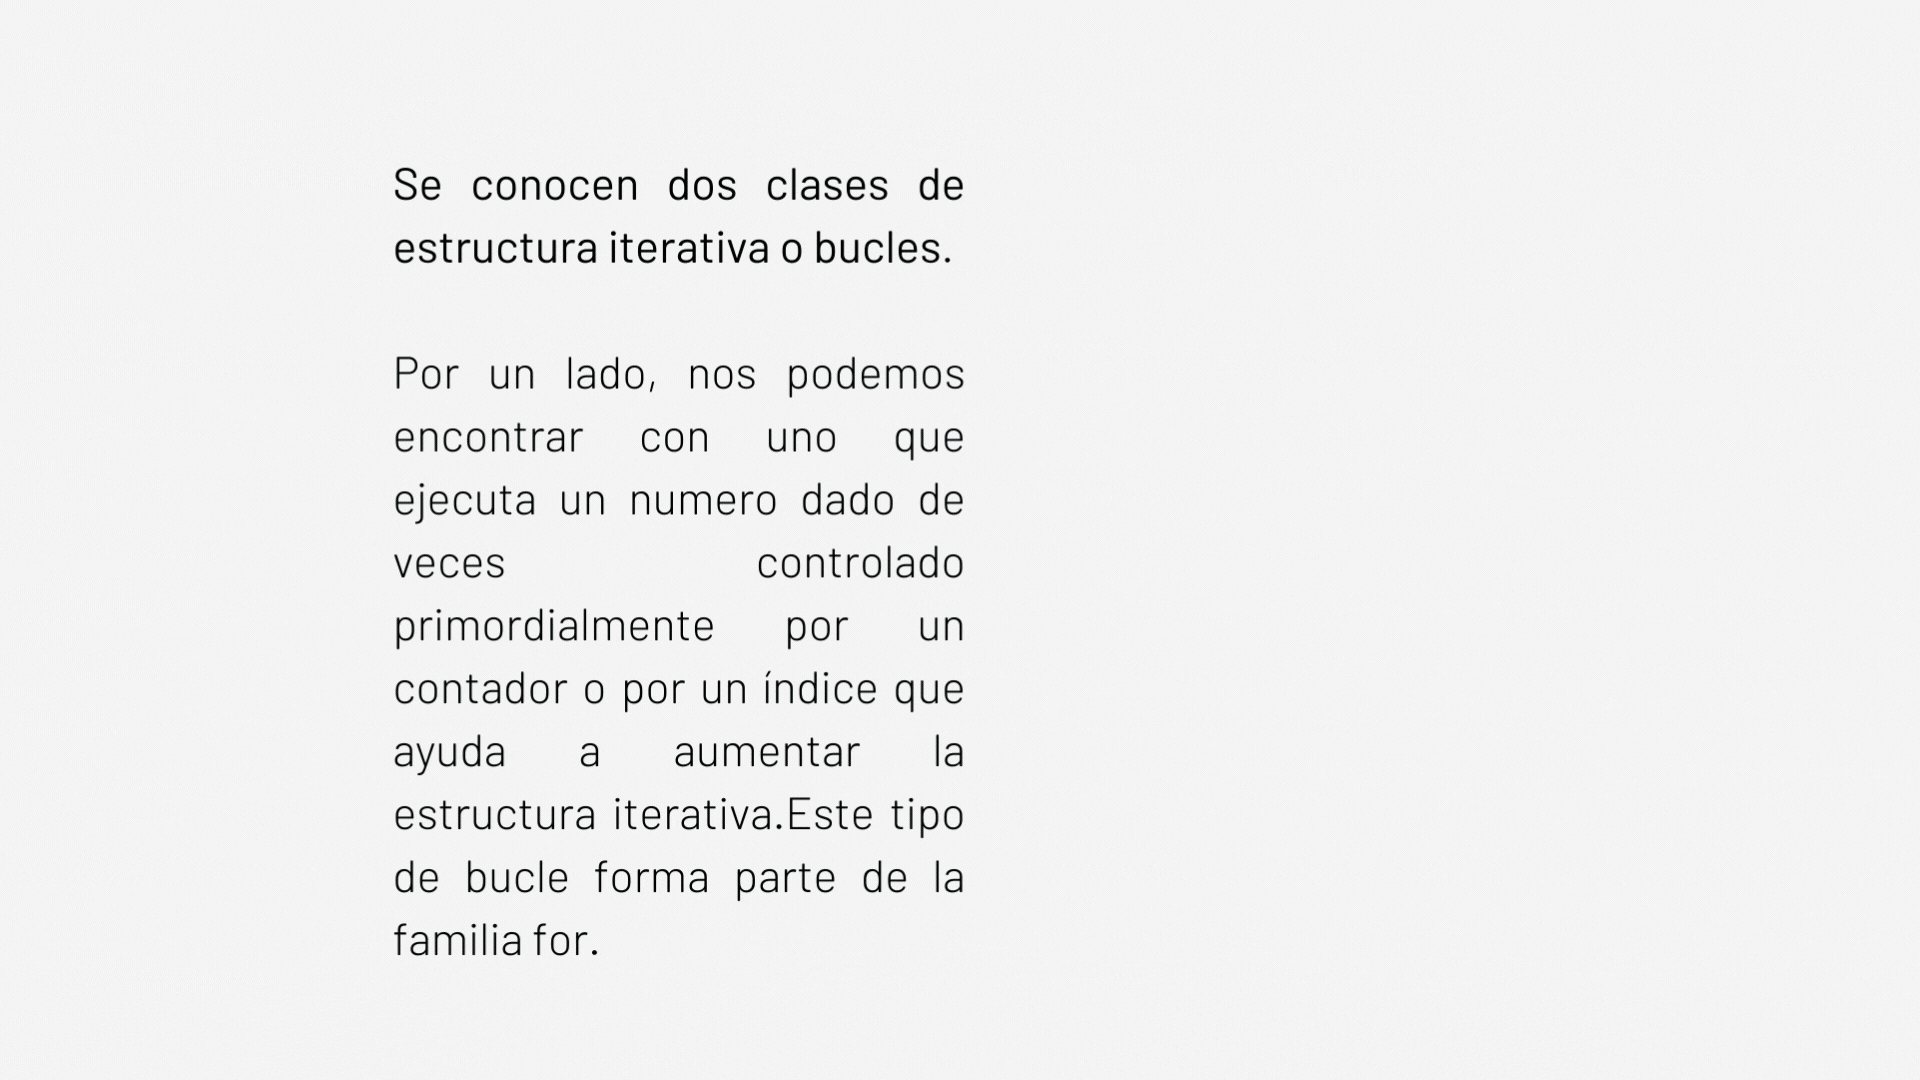 Se conocen dos clases de
estructura iterativa o bucles.
Por un lado, nos podemos
encontrar con uno que
ejecuta un numero dado de
veces controlado
primordialmente por un
contador o por un índice que
ayuda a aumentar la
estructura iterativa.Este tipo
de bucle forma parte de la
familia for.